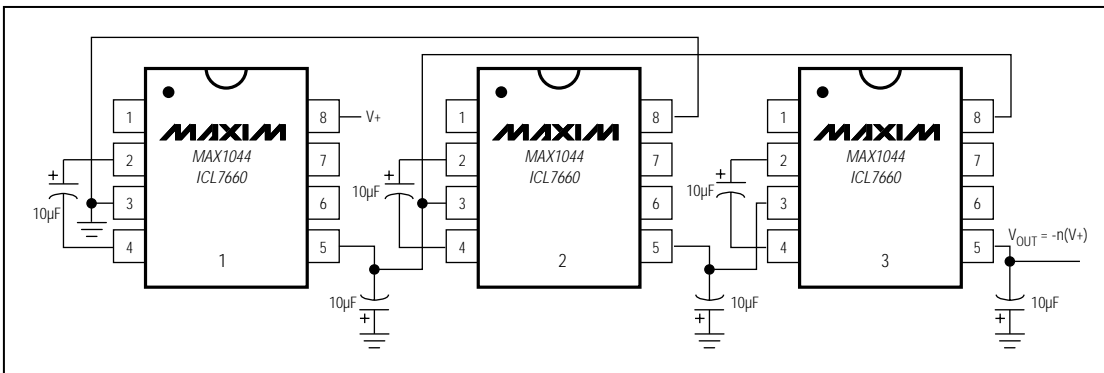 1
2
3
4
MAXIM
MAX1044
ICL7660
1
8
7
6
5
V+
10µF
10µF
1
2
3
4
MAXIM
MAX1044
ICL7660
2
8
7
6
5
10µF
10µF
1
2
3
4
MAXIM
MAX1044
ICL7660
3
8
7
6
5
10µF
VOUT = -n(V+)
10µF
+
+
+
+
+
+